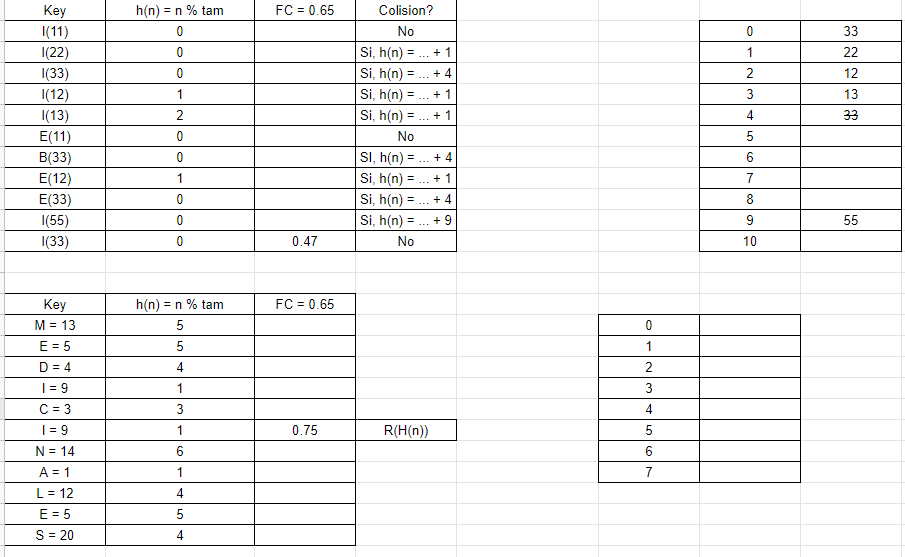 Key h(n) = n % tam FC = 0.65 Colision?
I(11) 0 No 0 33
I(22) 0 Si, h(n) = ... + 1 1 22
I(33) 0 Si, h(n) = ... + 4 2 12
I(12) 1 Si, h(n) = ... + 1 3 13
I(13) 2 Si, h(n) = ... + 1 4 33
E(11) 0 No 5
B(33) 0 SI, h(n) = ... + 4 6
E(12) 1 Si, h(n) = ... + 1 7
E(33) 0 Si, h(n) = ... + 4 8
I(55) 0 Si, h(n) = ... + 9 9 55
I(33) 0 0.47 No 10
Key h(n) = n % tam FC = 0.65
M = 13 5 0
E = 5 5 1
D = 4 4 2
I = 9 1 3
C = 3 3 4
I = 9 1 0.75 R(H(n)) 5
N = 14 6 6
A = 1 1 7
L = 12 4
E = 5 5
S = 20 4